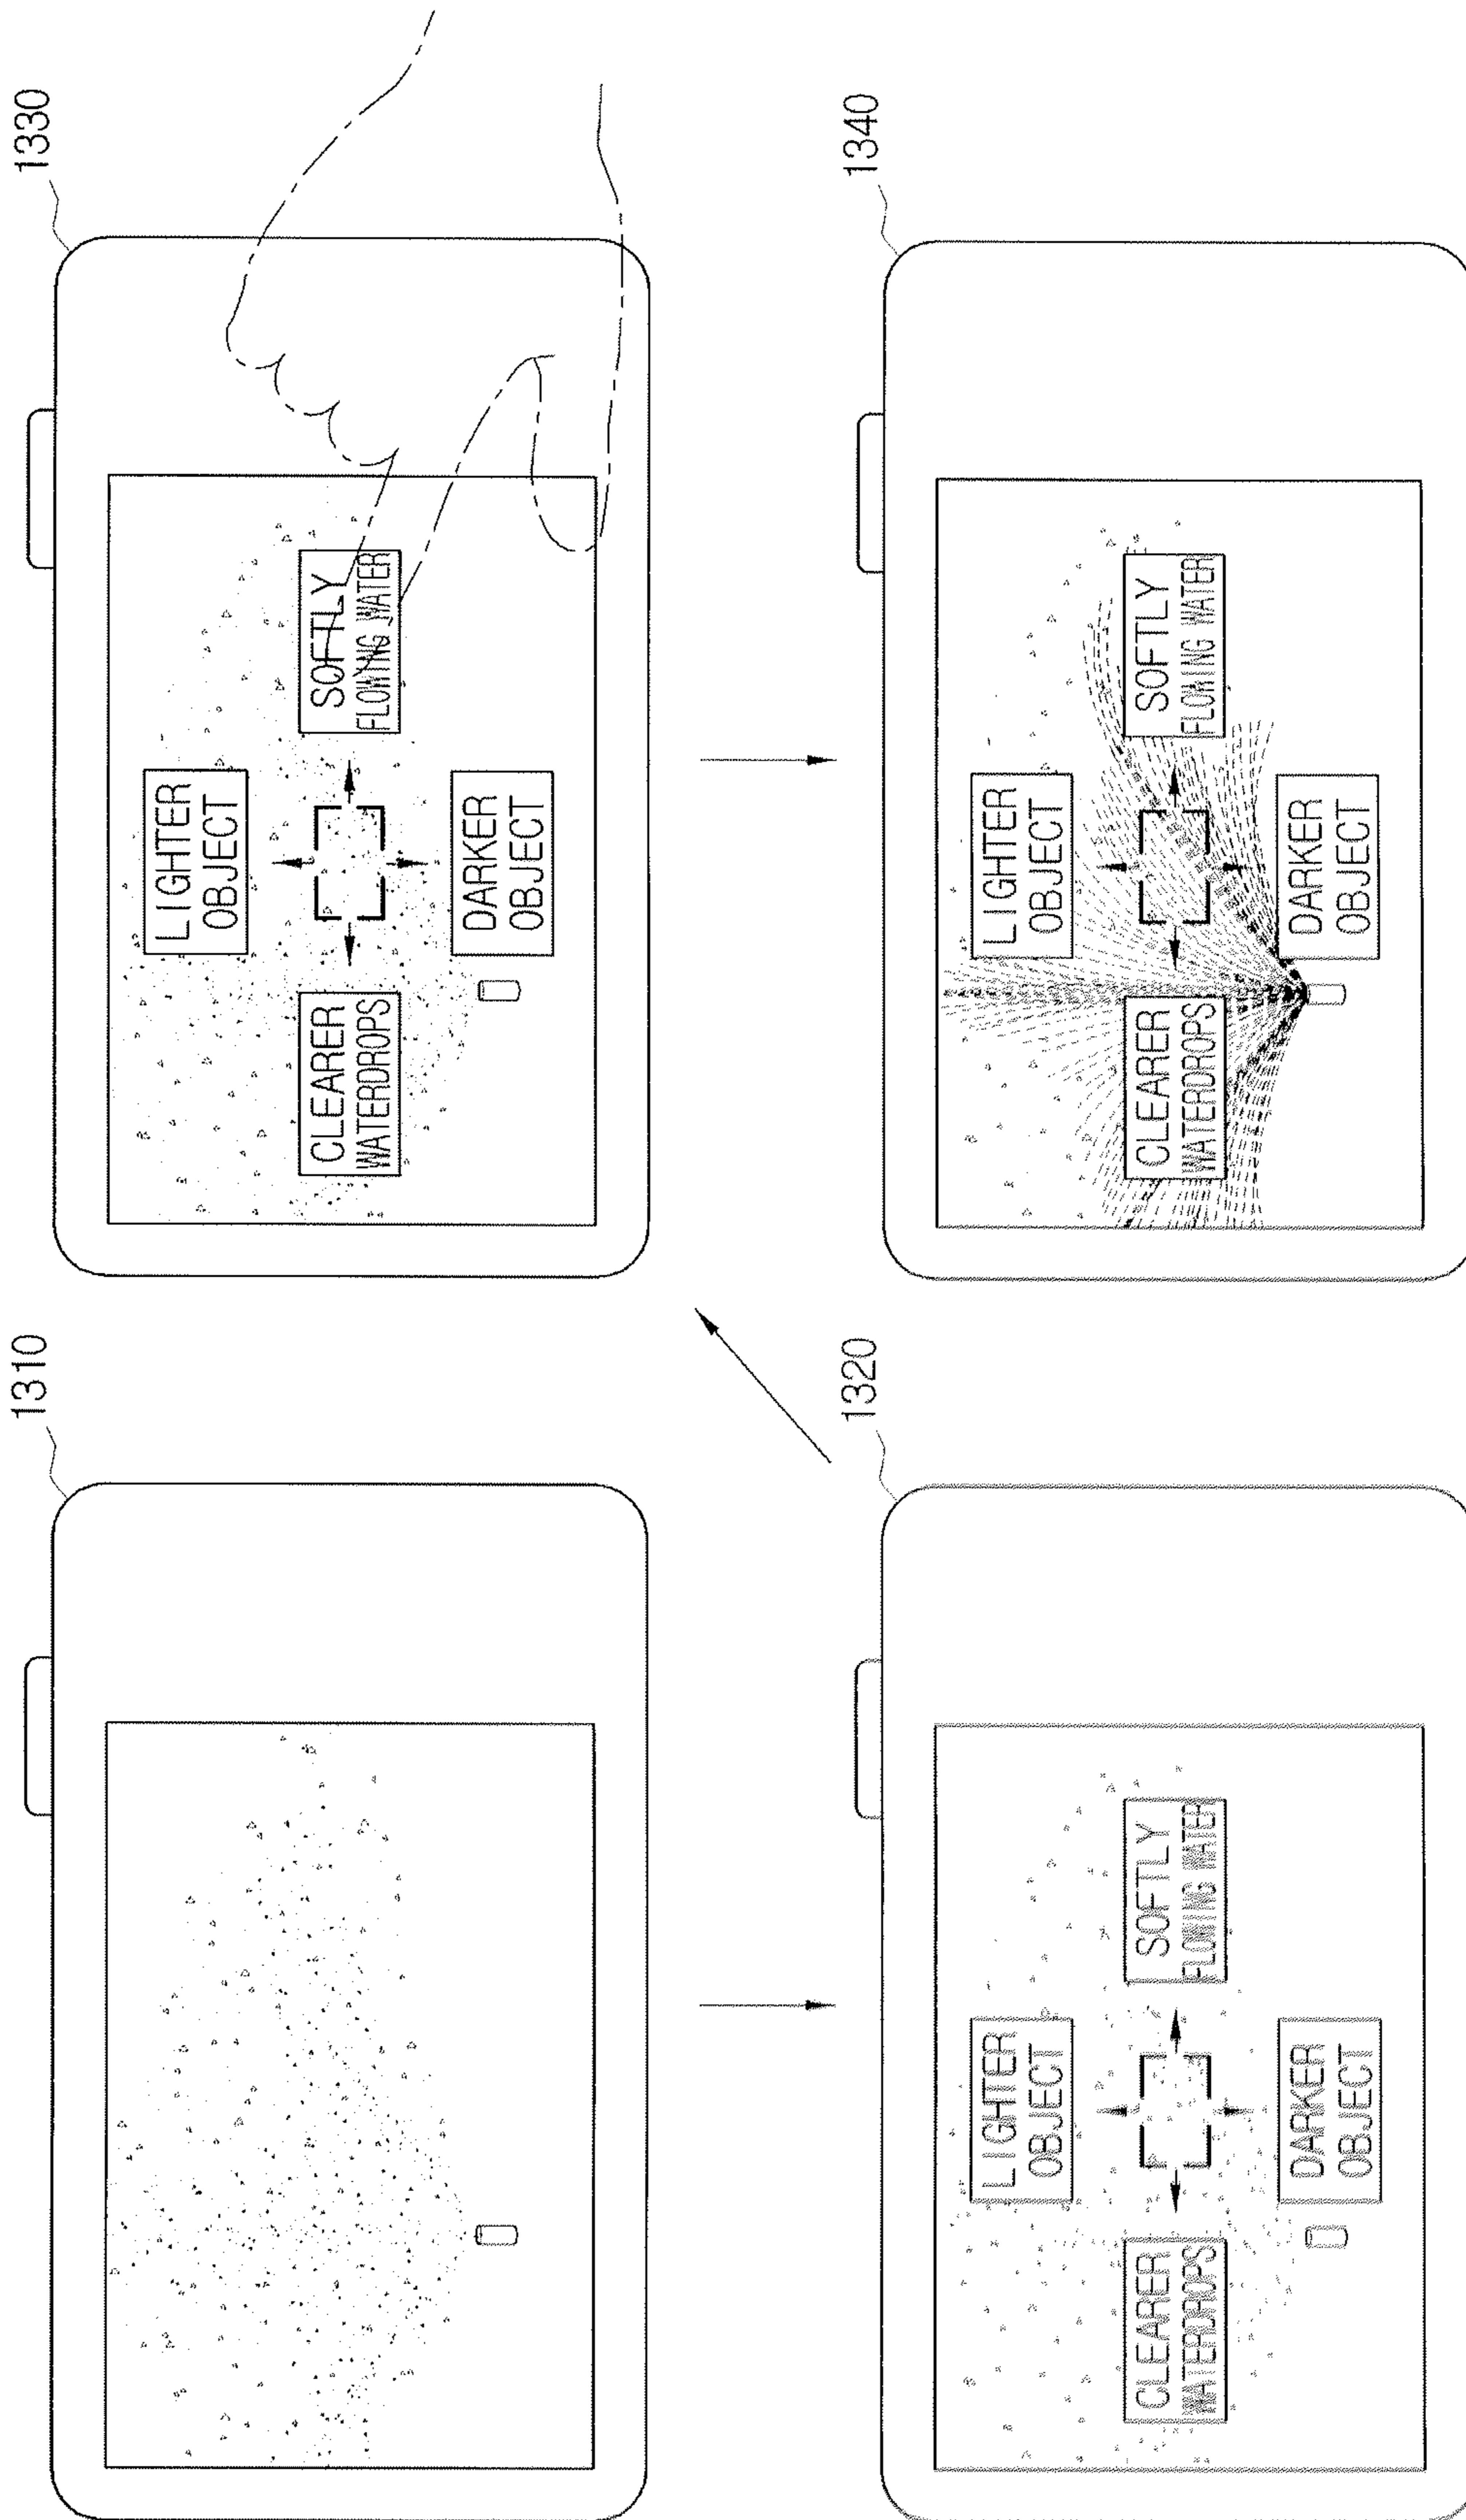 1310
1330
LIGHTER
OBJECT
CLEARER
WATERDROPS
SOFTLY
FLOWING WATER
DARKER
OBJECT
1320
LIGHTER
OBJECT
CLEARER
WATERDROPS
SOFTLY
FLOWING WATER
DARKER
OBJECT
1340
LIGHTER
OBJECT
CLEARER
WATERDROPS
SOFTLY
FLOWING WATER
DARKER
OBJECT